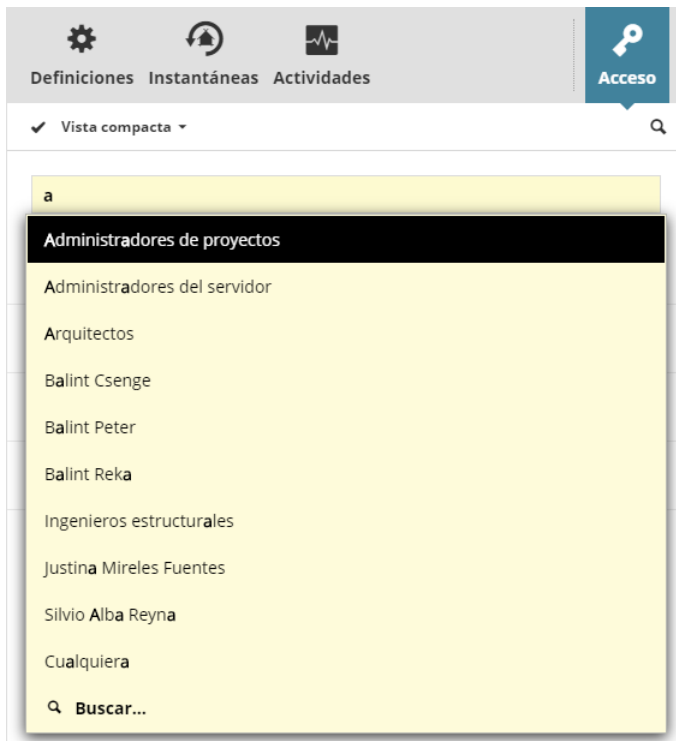 Definiciones Instantáneas Actividades Acceso
Vista compacta
a
Administradores de proyectos
Administradores del servidor
Arquitectos
Balint Csenge
Balint Peter
Balint Reka
Ingenieros estructurales
Justina Mireles Fuentes
Silvio Alba Reyna
Cualquiera
Buscar...